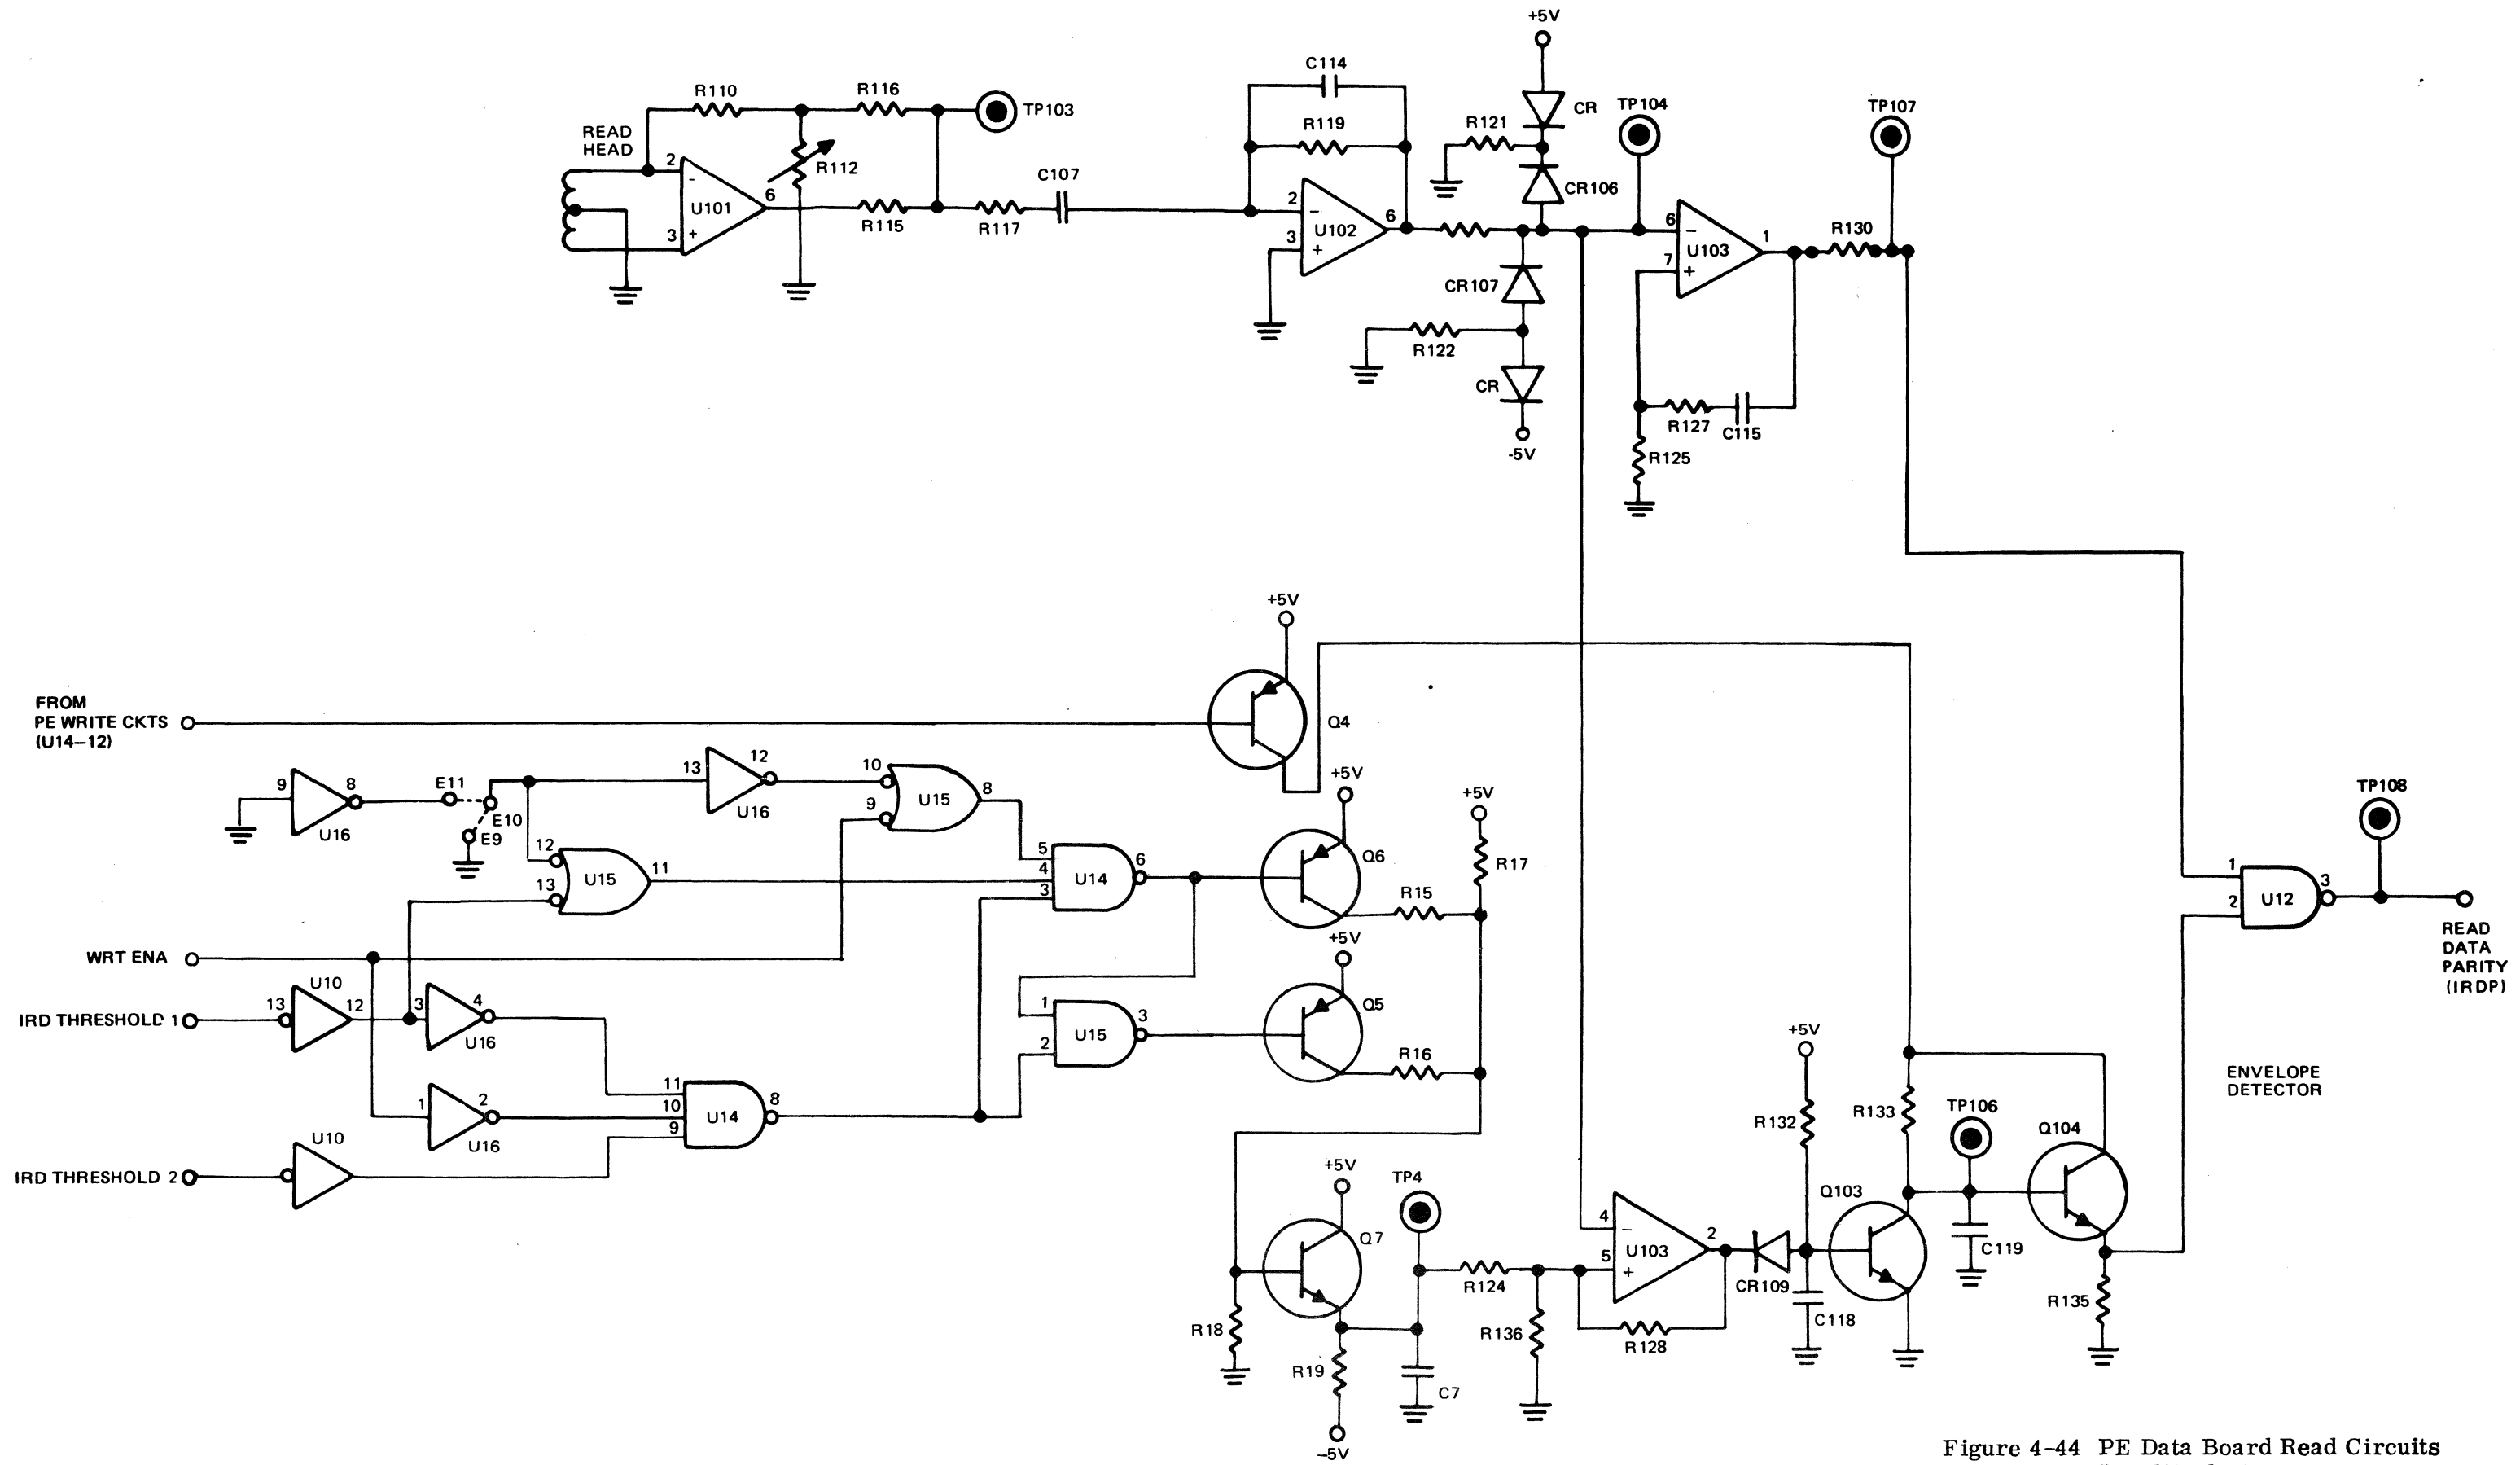 +5V
C114
CR
TP104
TP107
R110
R116
TP103
READ
HEAD
R119
R121
2
-
R112
C107
CR106
6
U101
3
+
R115
R117
2
-
6
U102
3
+
6
-
1
U103
7
+
R130
CR107
R122
CR
-5V
R127
C115
R125
+5V
FROM
PE WRITE CKTS
(U14-12)
Q4
9
8
U16
E11
E10
E9
13
12
U16
10
9
U15
8
+5V
+5V
12
13
U15
11
5
4
3
U14
6
Q6
R15
R17
TP108
1
2
U12
3
READ
DATA
PARITY
(IRDP)
WRT ENA
+5V
IRD THRESHOLD 1
13
U10
12
3
4
U16
1
2
U15
3
Q5
R16
1
2
U16
11
10
9
U14
8
IRD THRESHOLD 2
U10
+5V
R132
R133
TP106
Q104
ENVELOPE
DETECTOR
+5V
TP4
Q7
4
-
2
U103
5
+
Q103
R124
CR109
C119
R18
R19
R136
R128
C118
R135
C7
-5V
Figure 4-44 PE Data Board Read Circuits